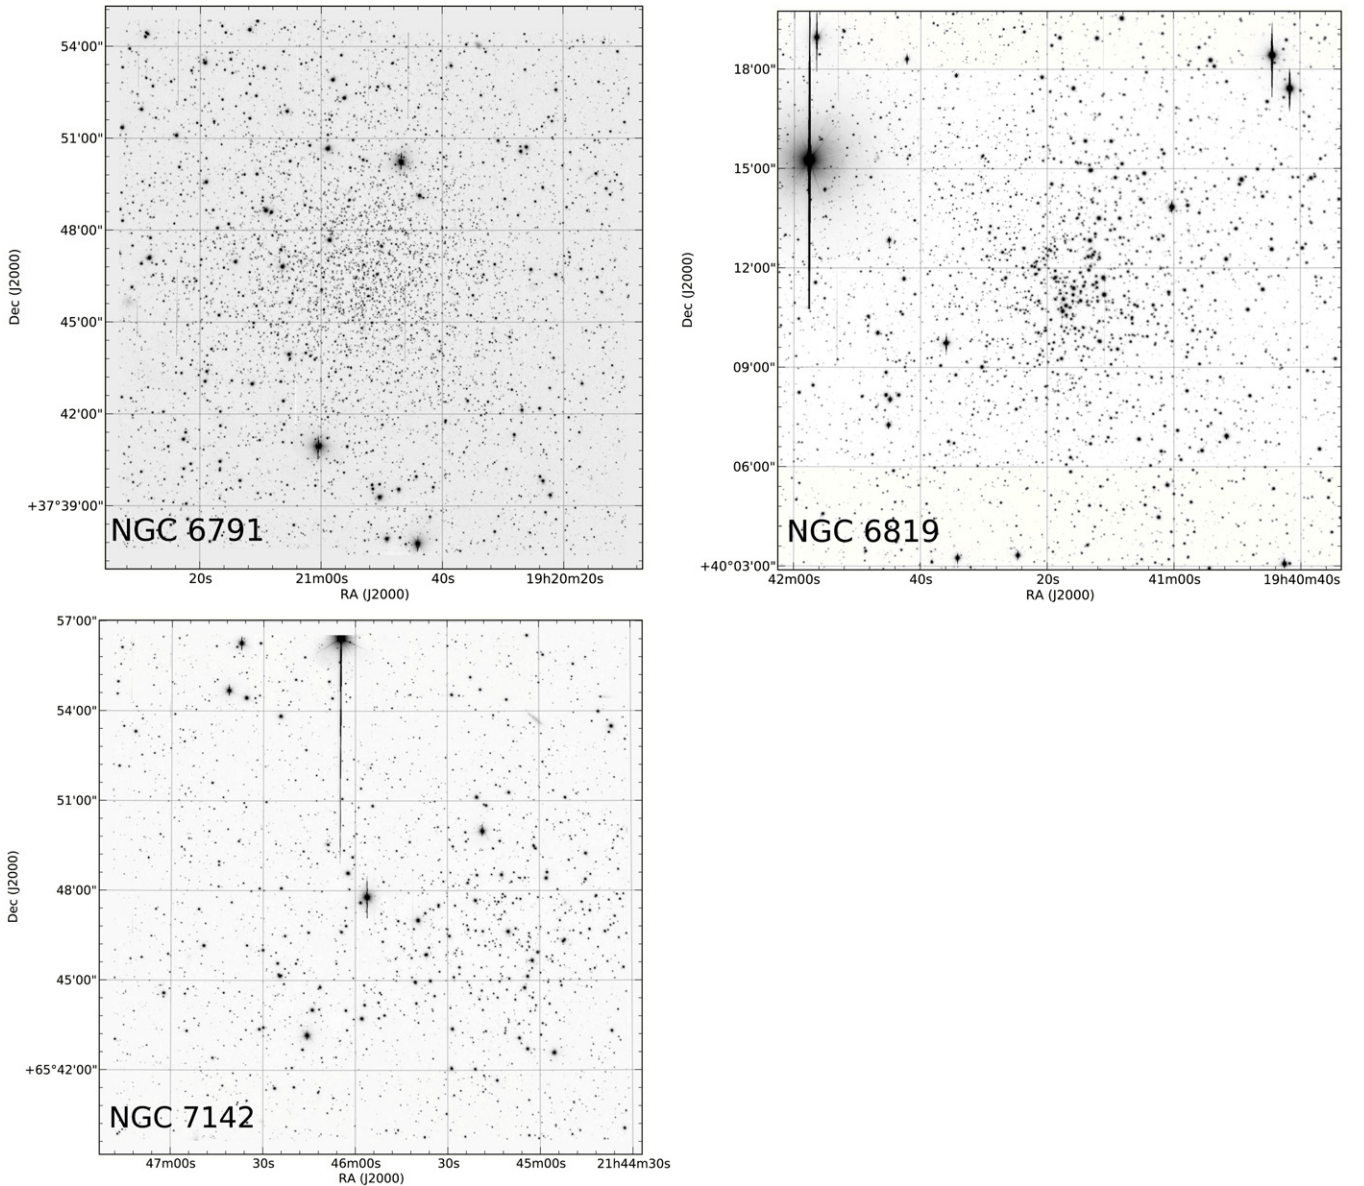 54'00"
51'00"
48'00"
45'00"
42'00"
+37°39'00"
Dec (J2000)
NGC 6791
20s
21m00s
40s
19h20m20s
RA (J2000)
18'00"
15'00"
12'00"
09'00"
06'00"
+40°03'00"
Dec (J2000)
NGC 6819
42m00s
40s
20s
41m00s
19h40m40s
RA (J2000)
57'00"
54'00"
51'00"
48'00"
45'00"
+65°42'00"
Dec (J2000)
NGC 7142
47m00s
30s
46m00s
30s
45m00s
21h44m30s
RA (J2000)